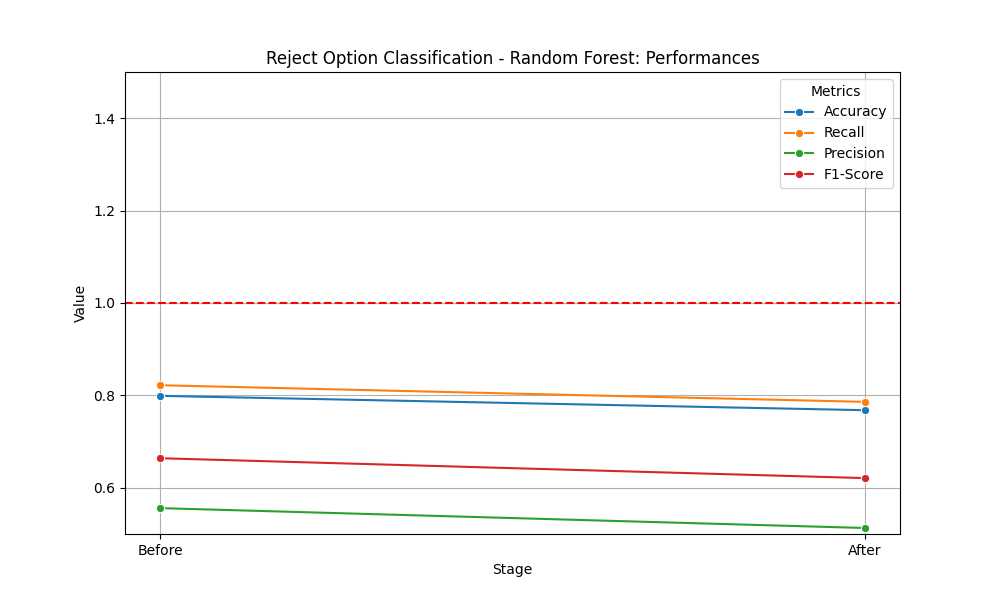 Reject Option Classification - Random Forest: Performances
Metrics
Accuracy
Recall
Precision
F1-Score
1.4
1.2
1.0
0.8
0.6
Value
Before
After
Stage